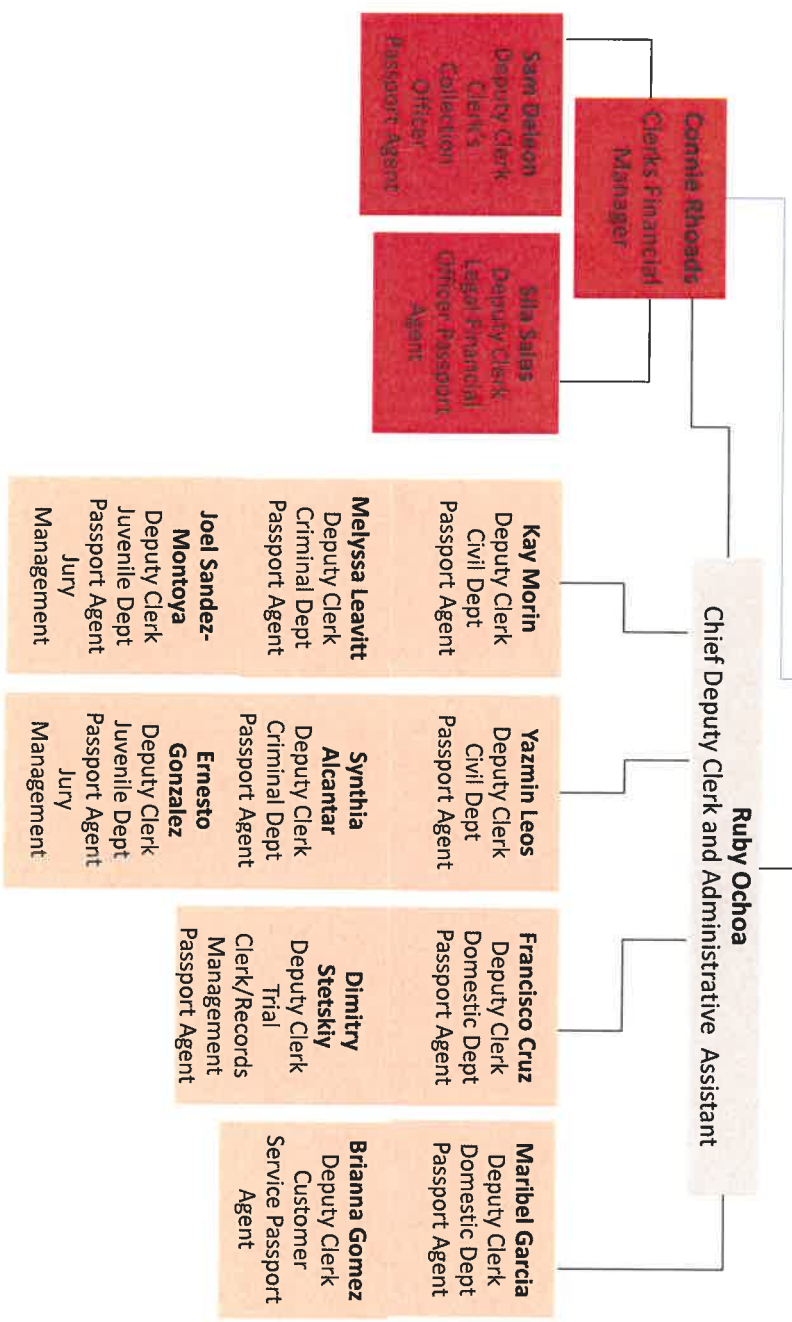 Ruby Ochoa
Chief Deputy Clerk and Administrative Assistant
Connie Rhoads
Clerks Financial
Manager
Sam Deleon
Deputy Clerk
Clerk's
Collection
Officer
Passport Agent
Sila Salas
Deputy Clerk
Legal Financial
Officer Passport
Agent
Kay Morin
Deputy Clerk
Civil Dept
Passport Agent
Melyssa Leavitt
Deputy Clerk
Criminal Dept
Passport Agent
Joel Sandez-
Montoya
Deputy Clerk
Juvenile Dept
Passport Agent
Jury
Management
Yazmin Leos
Deputy Clerk
Civil Dept
Passport Agent
Synthia
Alcantar
Deputy Clerk
Criminal Dept
Passport Agent
Ernesto
Gonzalez
Deputy Clerk
Juvenile Dept
Passport Agent
Jury
Management
Francisco Cruz
Deputy Clerk
Domestic Dept
Passport Agent
Dimitry
Stetskiy
Deputy Clerk
Trial
Clerk/Records
Management
Passport Agent
Maribel Garcia
Deputy Clerk
Domestic Dept
Passport Agent
Brianna Gomez
Deputy Clerk
Customer
Service Passport
Agent